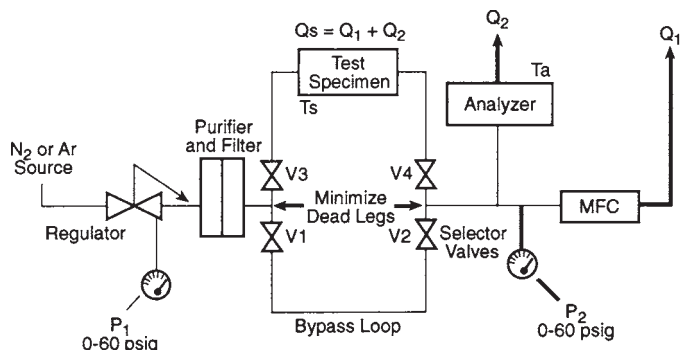 Qs = Q1 + Q2
Q2
Q1
Test
Specimen
Ts
Ta
Analyzer
Purifier
and Filter
N2 or Ar
Source
V3
V4
Minimize
Dead Legs
MFC
Regulator
V1
V2
Selector
Valves
P1
0-60 psig
Bypass Loop
P2
0-60 psig